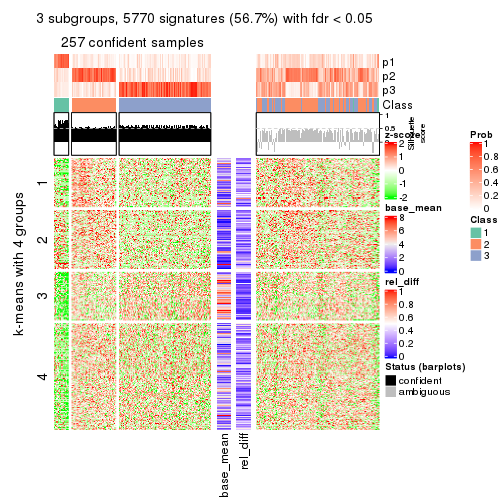 3 subgroups, 5770 signatures (56.7%) with fdr < 0.05
257 confident samples
p1
p2
p3
Class
1
0.5
0
Silhouette
score
k-means with 4 groups
1
2
3
4
base_mean
rel_diff
z-score
2
1
0
-1
-2
base_mean
8
6
4
2
0
rel_diff
1
0.8
0.6
0.4
0.2
0
Status (barplots)
confident
ambiguous
Prob
1
0.8
0.6
0.4
0.2
0
Class
1
2
3